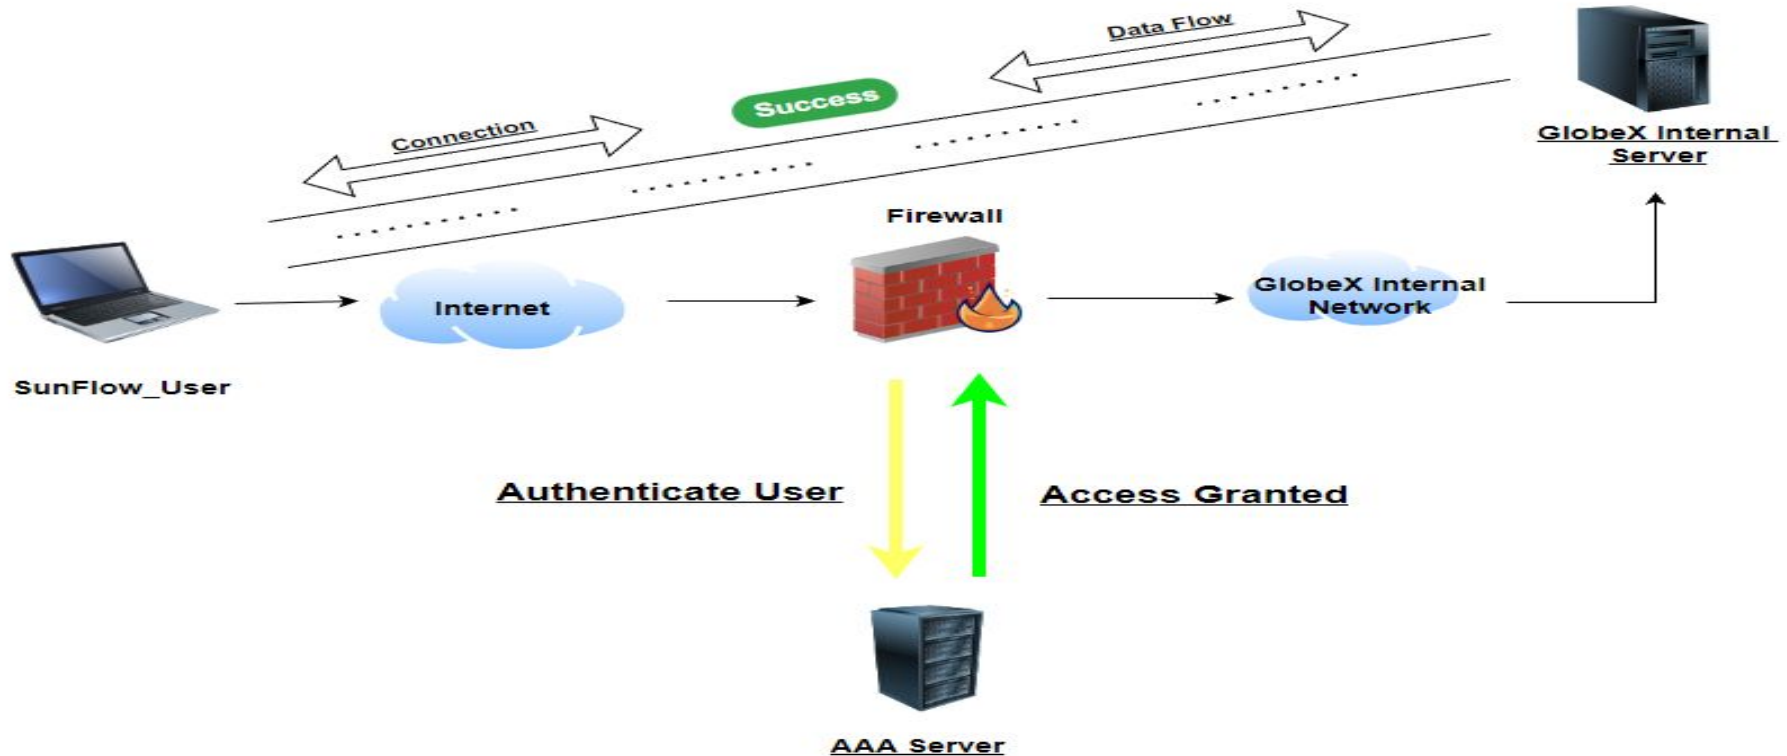 Data Flow
Success
Connection
GlobeX Internal
Server
Firewall
Internet
GlobeX Internal
Network
SunFlow_User
Authenticate User
Access Granted
AAA Server